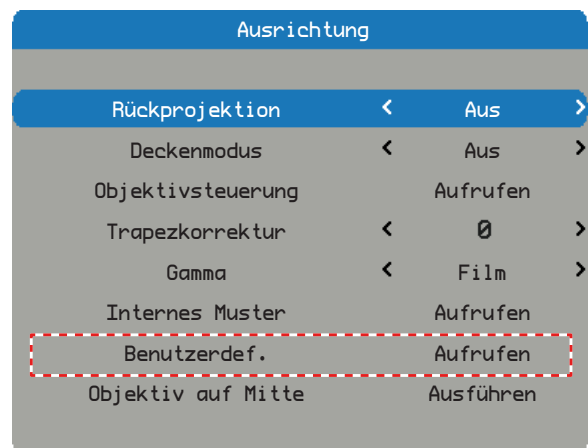 Ausrichtung
Rückprojektion < Aus >
Deckenmodus < Aus >
Objektivsteuerung Aufrufen
Trapezkorrektur < 0 >
Gamma < Film >
Internes Muster Aufrufen
Benutzerdef. Aufrufen
Objektiv auf Mitte Ausführen